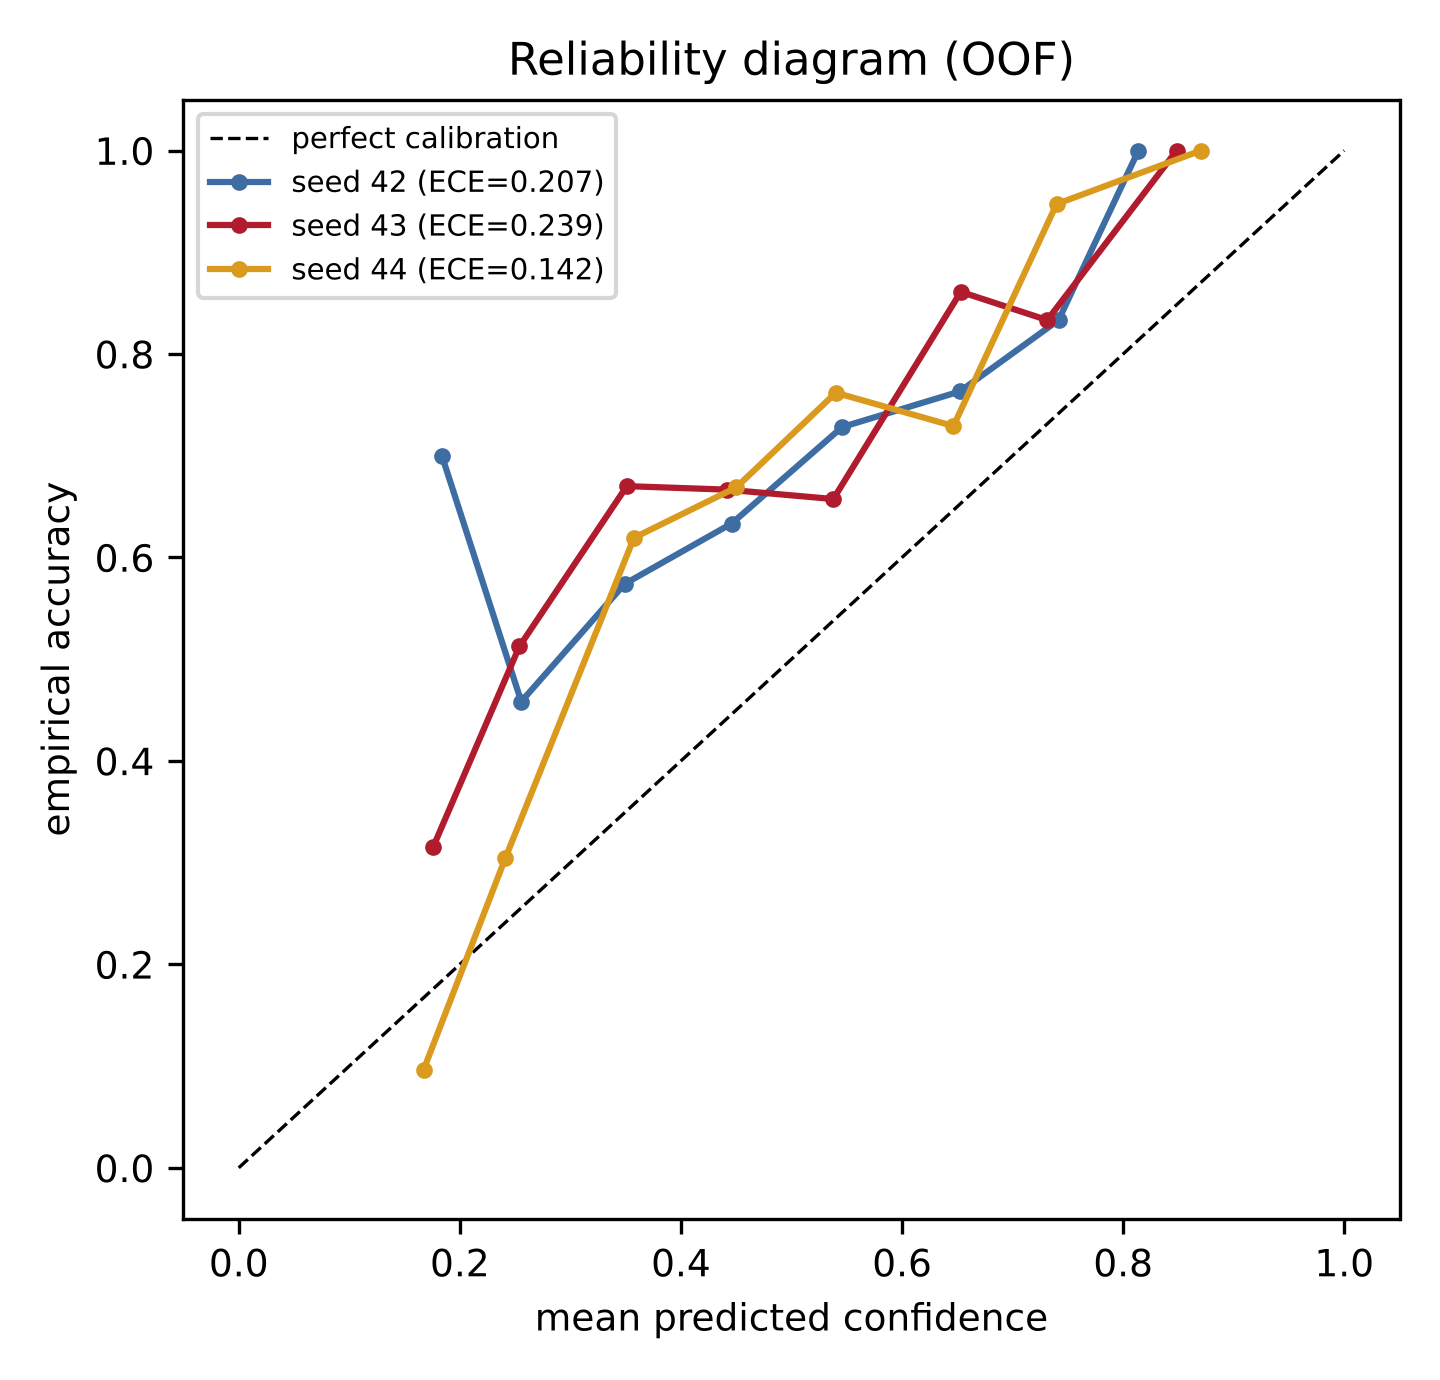 Reliability diagram (OOF)
perfect calibration
seed 42 (ECE=0.207)
seed 43 (ECE=0.239)
seed 44 (ECE=0.142)
1.0
0.8
0.6
0.4
0.2
0.0
empirical accuracy
0.0 0.2 0.4 0.6 0.8 1.0
mean predicted confidence